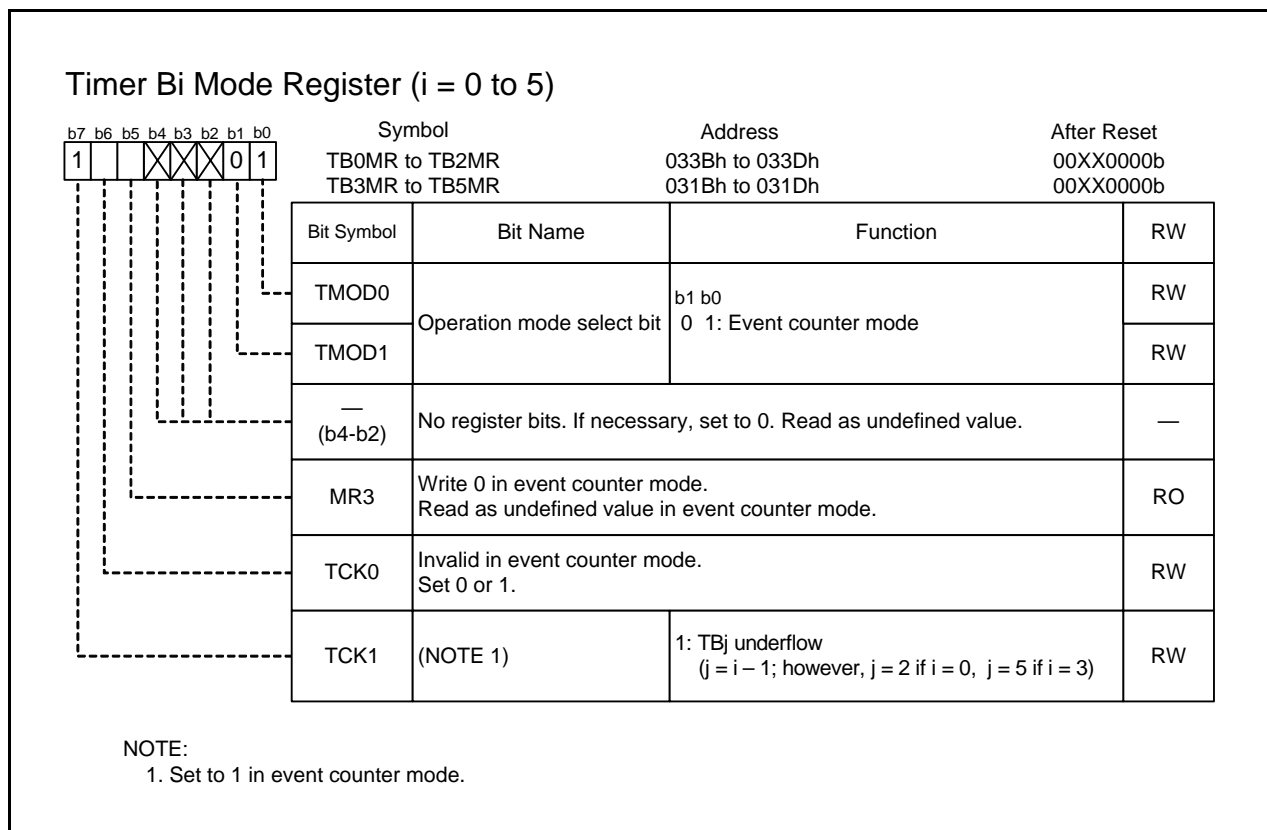 Timer Bi Mode Register (i = 0 to 5)
b7 b6 b5 b4 b3 b2 b1 b0
1 0 1
Symbol Address After Reset
TB0MR to TB2MR 033Bh to 033Dh 00XX0000b
TB3MR to TB5MR 031Bh to 031Dh 00XX0000b
Bit Symbol Bit Name Function RW
TMOD0 RW
Operation mode select bit
b1 b0
0 1: Event counter mode
TMOD1 RW
—
(b4-b2)
No register bits. If necessary, set to 0. Read as undefined value. —
MR3
Write 0 in event counter mode.
Read as undefined value in event counter mode.
RO
TCK0
Invalid in event counter mode.
Set 0 or 1.
RW
TCK1 (NOTE 1)
1: TBj underflow
(j = i – 1; however, j = 2 if i = 0, j = 5 if i = 3)
RW
NOTE:
1. Set to 1 in event counter mode.